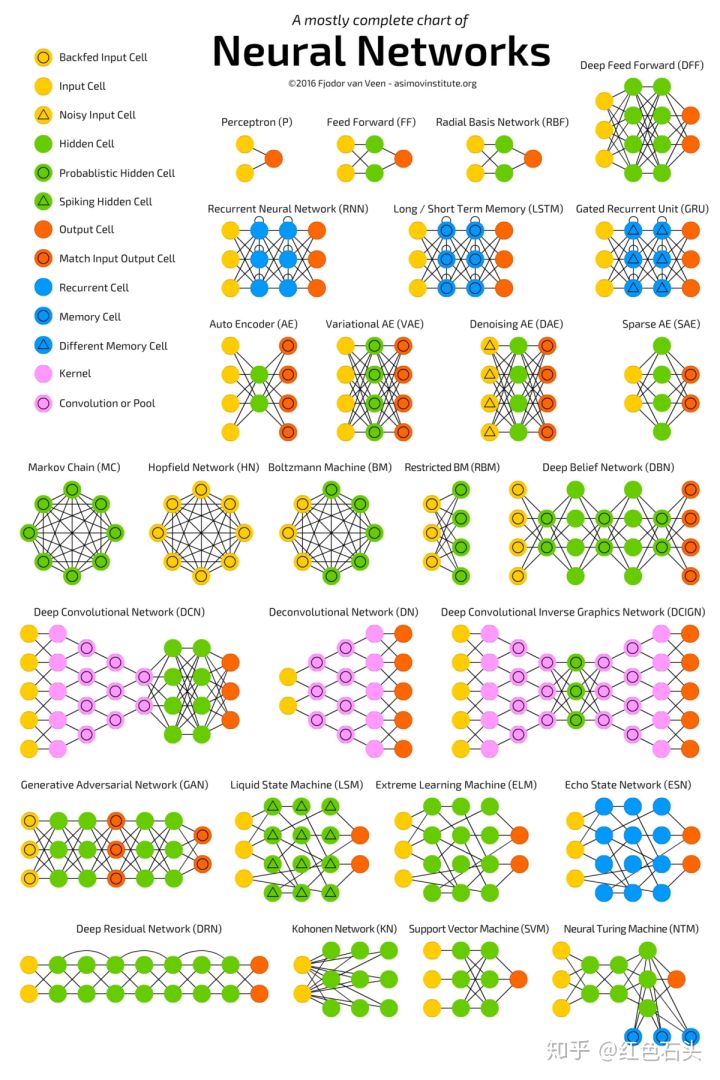 A mostly complete chart of
Neural Networks
©2016 Fjodor van Veen - asimovinstitute.org
Backfed Input Cell
Input Cell
Noisy Input Cell
Hidden Cell
Probablistic Hidden Cell
Spiking Hidden Cell
Output Cell
Match Input Output Cell
Recurrent Cell
Memory Cell
Different Memory Cell
Kernel
Convolution or Pool
Deep Feed Forward (DFF)
Perceptron (P)
Feed Forward (FF)
Radial Basis Network (RBF)
Recurrent Neural Network (RNN)
Long / Short Term Memory (LSTM)
Gated Recurrent Unit (GRU)
Auto Encoder (AE)
Variational AE (VAE)
Denoising AE (DAE)
Sparse AE (SAE)
Markov Chain (MC)
Hopfield Network (HN)
Boltzmann Machine (BM)
Restricted BM (RBM)
Deep Belief Network (DBN)
Deep Convolutional Network (DCN)
Deconvolutional Network (DN)
Deep Convolutional Inverse Graphics Network (DCIGN)
Generative Adversarial Network (GAN)
Liquid State Machine (LSM)
Extreme Learning Machine (ELM)
Echo State Network (ESN)
Deep Residual Network (DRN)
Kohonen Network (KN)
Support Vector Machine (SVM)
Neural Turing Machine (NTM)
知乎 @红色石头